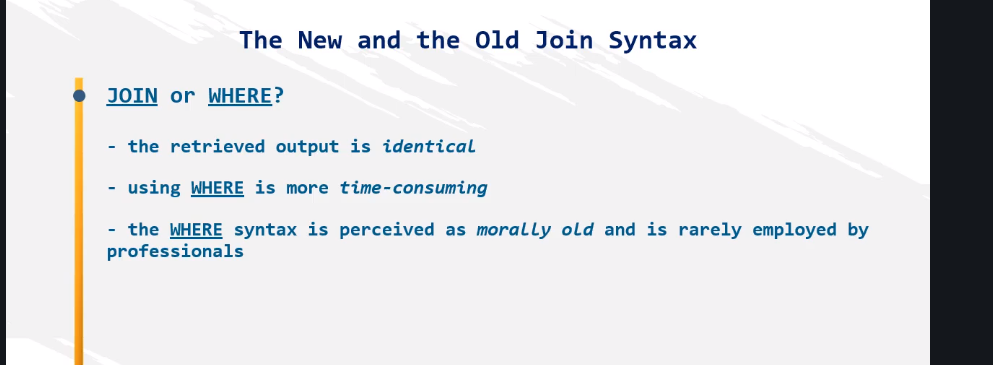 The New and the Old Join Syntax
JOIN or WHERE?
- the retrieved output is identical
- using WHERE is more time-consuming
- the WHERE syntax is perceived as morally old and is rarely employed by
professionals